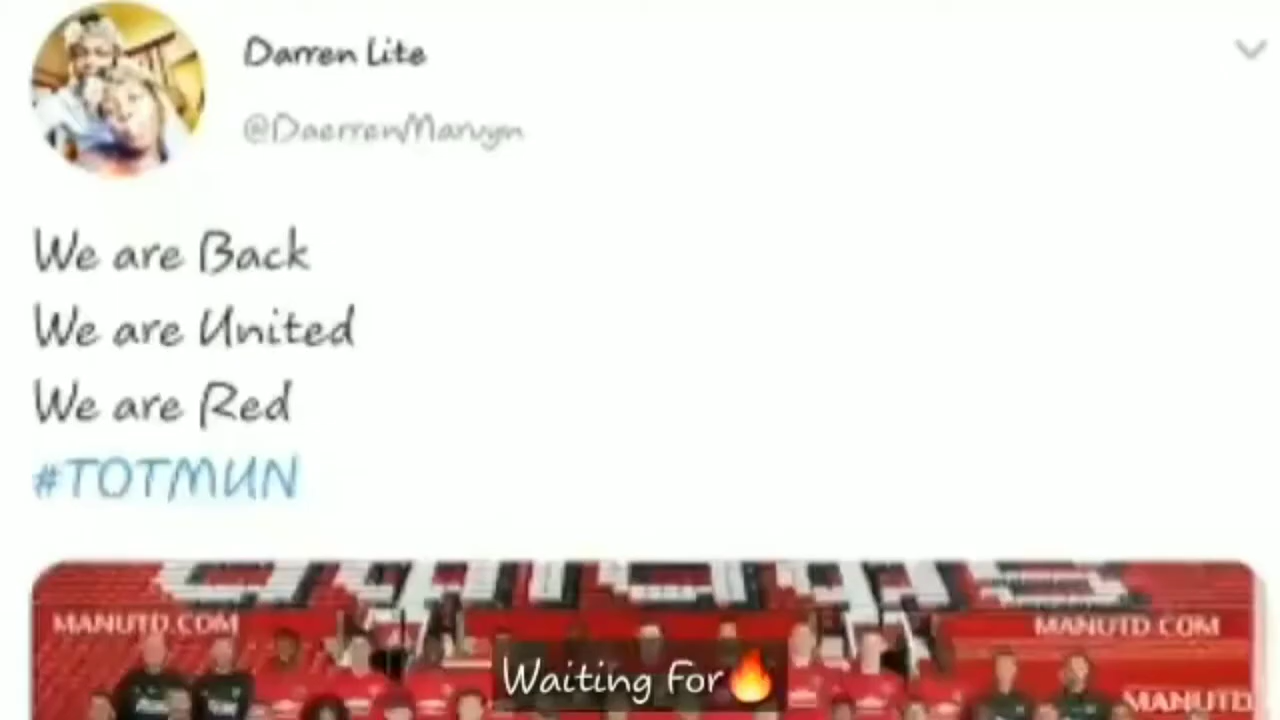 Darren Lite
@DaerrenMarvyn
We are Back
We are United
We are Red
#TOTMUN
MANUTD.COM
MANUTD.COM
Waiting For🔥
MANUTD